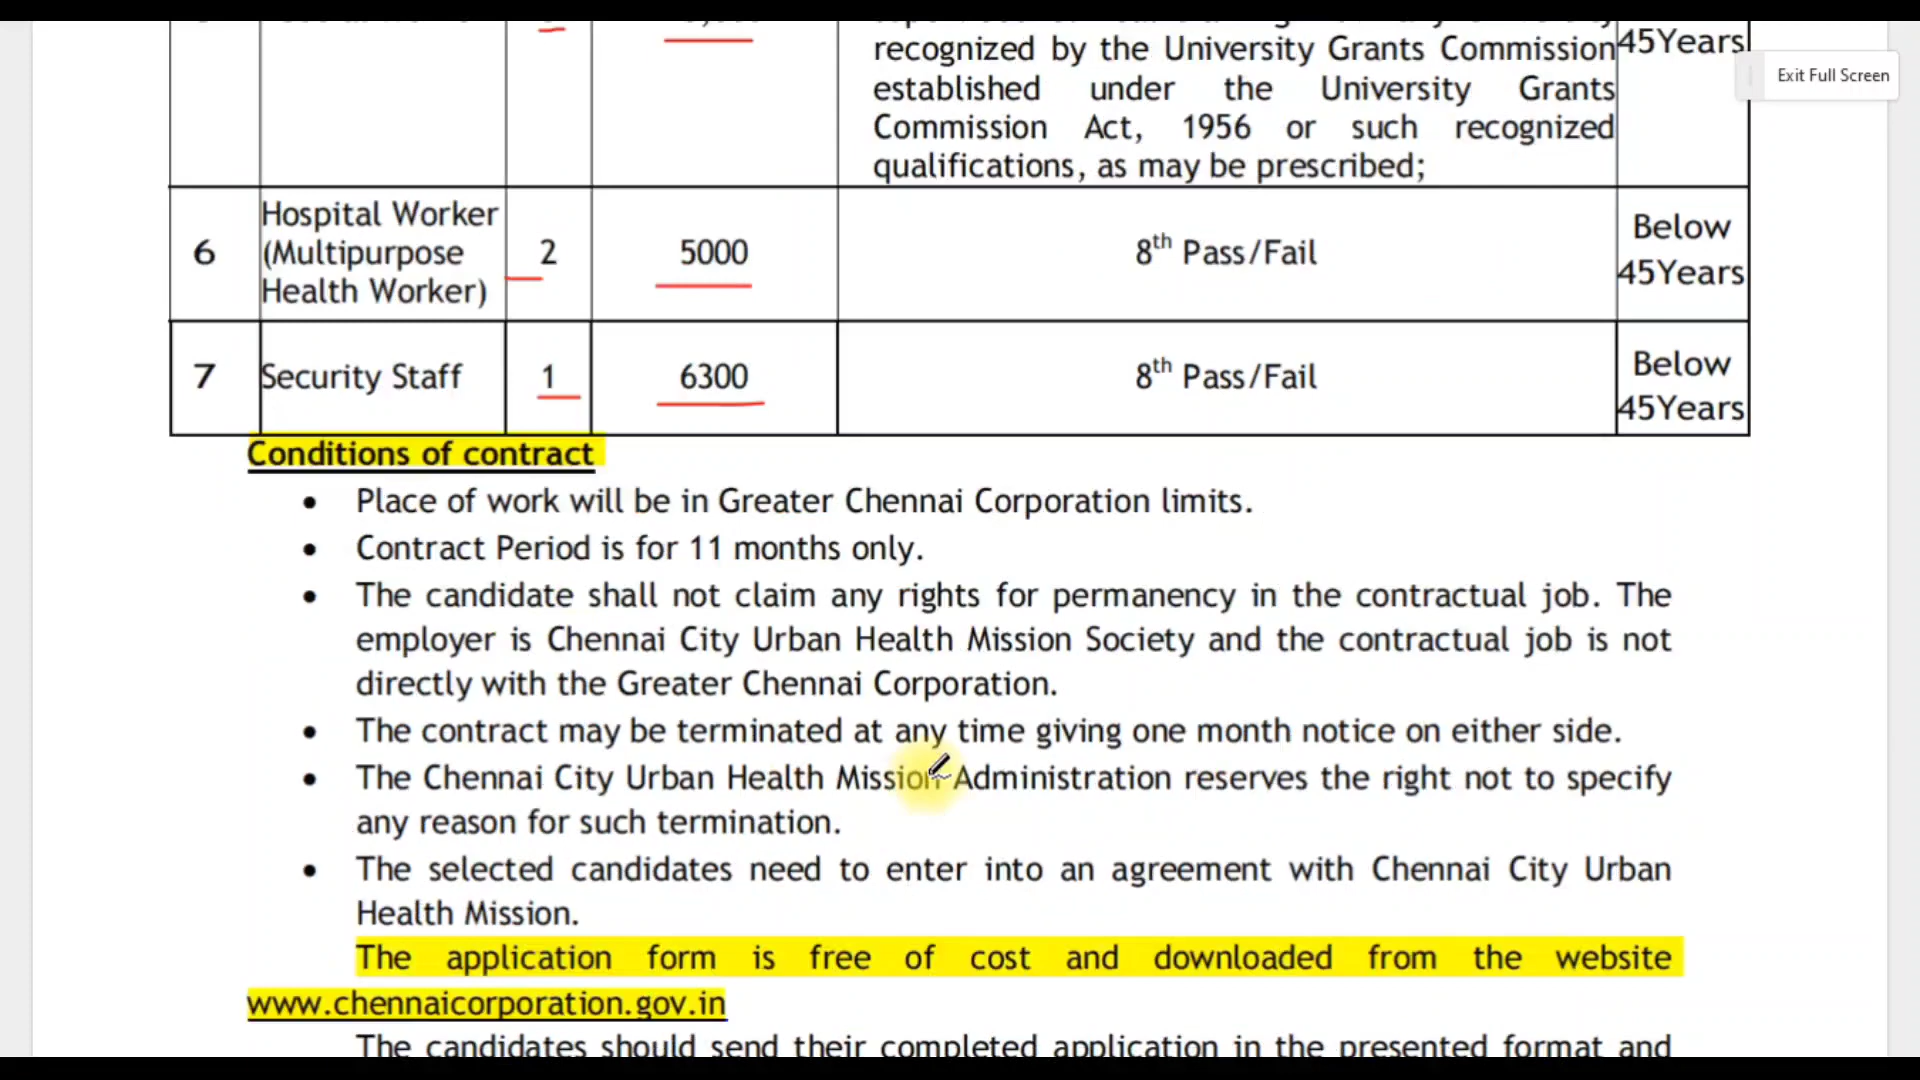 recognized by the University Grants Commission
established under the University Grants
Commission Act, 1956 or such recognized
qualifications, as may be prescribed;
45Years
Exit Full Screen
6 Hospital Worker (Multipurpose Health Worker) 2 5000 8th Pass/Fail Below 45Years
7 Security Staff 1 6300 8th Pass/Fail Below 45Years
Conditions of contract
• Place of work will be in Greater Chennai Corporation limits.
• Contract Period is for 11 months only.
• The candidate shall not claim any rights for permanency in the contractual job. The
employer is Chennai City Urban Health Mission Society and the contractual job is not
directly with the Greater Chennai Corporation.
• The contract may be terminated at any time giving one month notice on either side.
• The Chennai City Urban Health Mission Administration reserves the right not to specify
any reason for such termination.
• The selected candidates need to enter into an agreement with Chennai City Urban
Health Mission.
The application form is free of cost and downloaded from the website
www.chennaicorporation.gov.in
The candidates should send their completed application in the presented format and